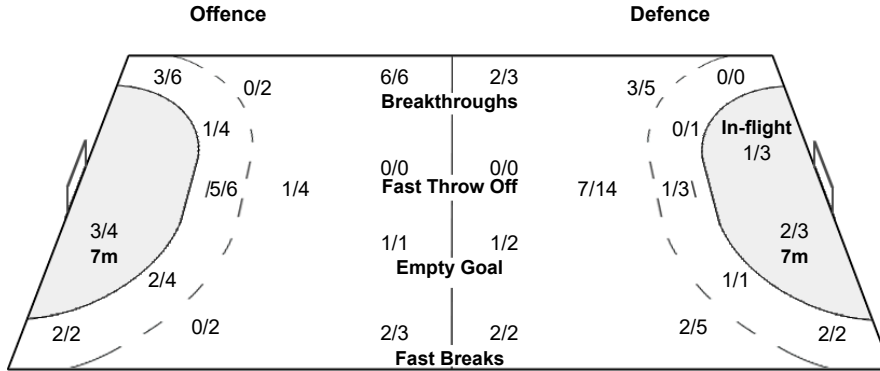 Offence Defence
3/6 0/2 6/6 2/3 3/5 0/0
Breakthroughs
1/4 0/1 In-flight
1/3
0/0 0/0
5/6 1/4 Fast Throw Off 7/14 1/3
3/4 2/3
7m 7m
1/1 1/2
Empty Goal
2/4 1/1
2/2 0/2 2/3 2/2 2/5 2/2
Fast Breaks